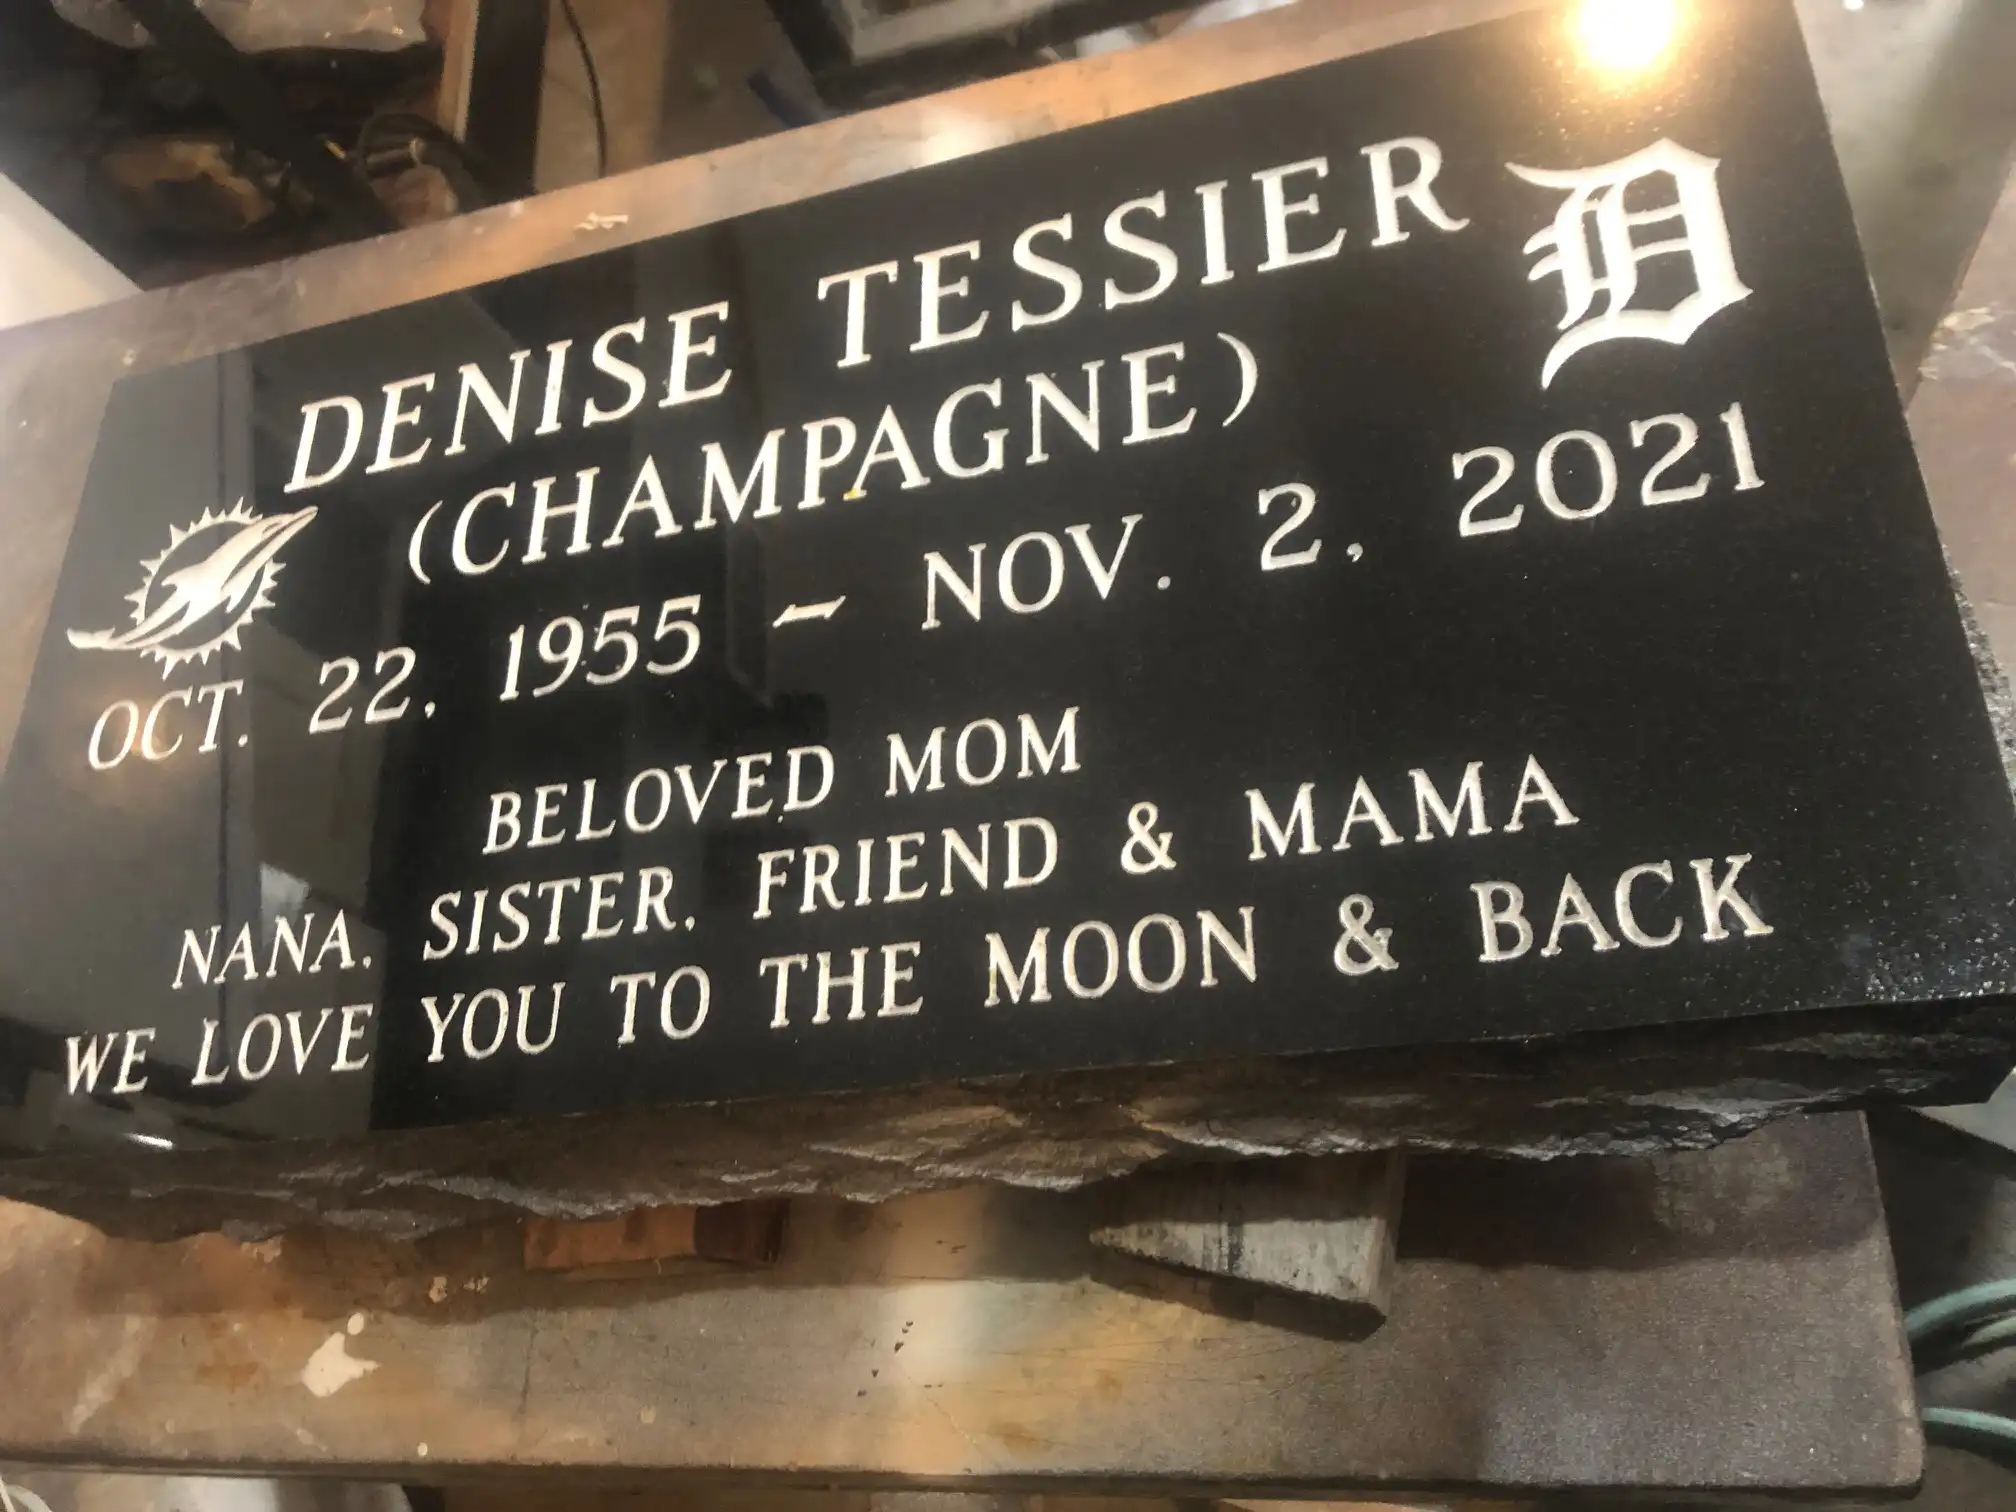 DENISE TESSIER D
(CHAMPAGNE)
OCT. 22, 1955 – NOV. 2, 2021
BELOVED MOM
NANA, SISTER, FRIEND & MAMA
WE LOVE YOU TO THE MOON & BACK